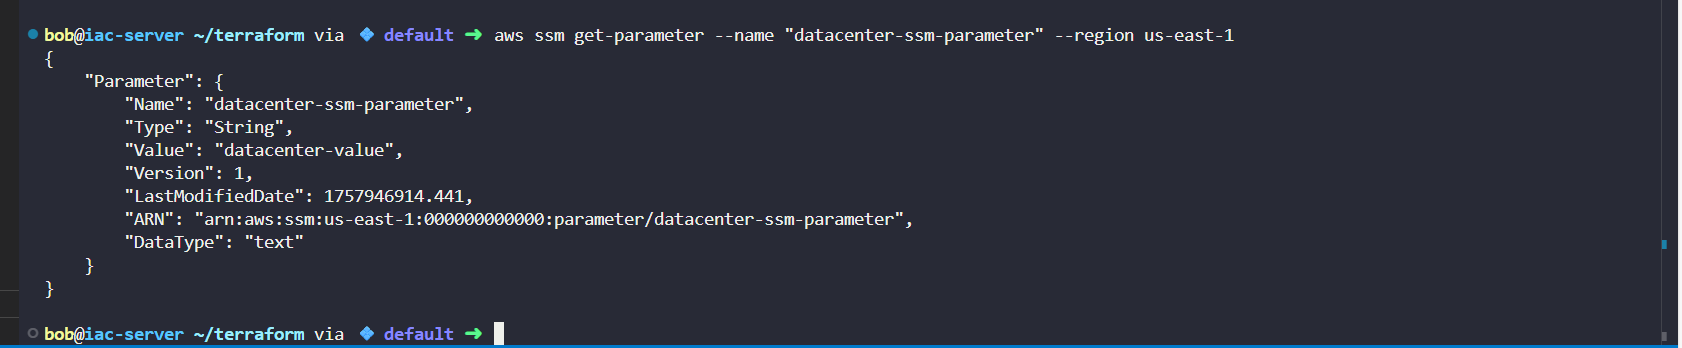 bob@iac-server ~/terraform via ❖ default ➜ aws ssm get-parameter --name "datacenter-ssm-parameter" --region us-east-1
{
    "Parameter": {
        "Name": "datacenter-ssm-parameter",
        "Type": "String",
        "Value": "datacenter-value",
        "Version": 1,
        "LastModifiedDate": 1757946914.441,
        "ARN": "arn:aws:ssm:us-east-1:000000000000:parameter/datacenter-ssm-parameter",
        "DataType": "text"
    }
}
bob@iac-server ~/terraform via ❖ default ➜